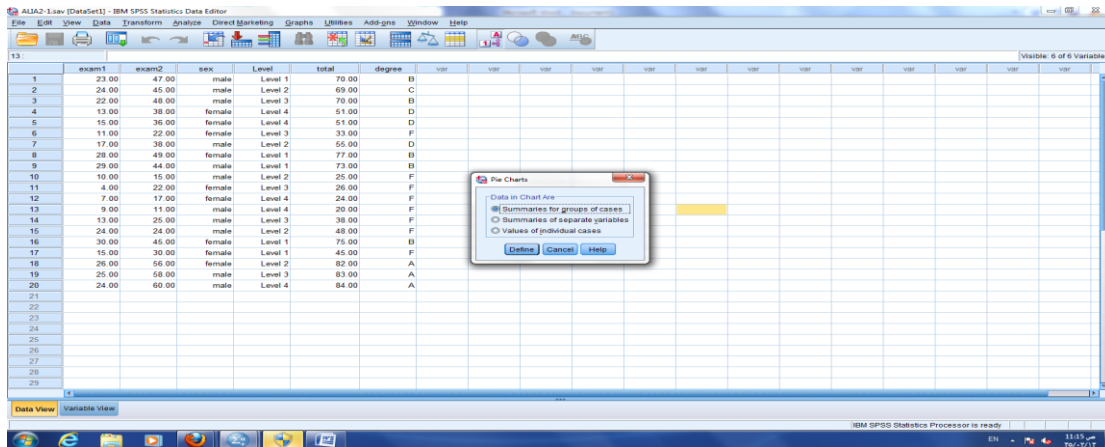 ALIA2-1.sav [DataSet1] - IBM SPSS Statistics Data Editor
File Edit View Data Transform Analyze Direct Marketing Graphs Utilities Add-ons Window Help
13 :
Visible: 6 of 6 Variable
exam1 exam2 sex Level total degree var var var var var var var var var var var
1 23.00 47.00 male Level 1 70.00 B
2 24.00 45.00 male Level 2 69.00 C
3 22.00 48.00 male Level 3 70.00 B
4 13.00 38.00 female Level 4 51.00 D
5 15.00 36.00 female Level 4 51.00 D
6 11.00 22.00 female Level 3 33.00 F
7 17.00 38.00 male Level 2 55.00 D
8 28.00 49.00 female Level 1 77.00 B
9 29.00 44.00 male Level 1 73.00 B
10 10.00 15.00 male Level 2 25.00 F
11 4.00 22.00 female Level 3 26.00 F
12 7.00 17.00 female Level 4 24.00 F
13 9.00 11.00 male Level 4 20.00 F
14 13.00 25.00 male Level 3 38.00 F
15 24.00 24.00 male Level 2 48.00 F
16 30.00 45.00 female Level 1 75.00 B
17 15.00 30.00 female Level 1 45.00 F
18 26.00 56.00 female Level 2 82.00 A
19 25.00 58.00 male Level 3 83.00 A
20 24.00 60.00 male Level 4 84.00 A
21
22
23
24
25
26
27
28
29
Pie Charts
Data in Chart Are
Summaries for groups of cases
Summaries of separate variables
Values of individual cases
Define Cancel Help
Data View Variable View
IBM SPSS Statistics Processor is ready
EN
11:15 ص